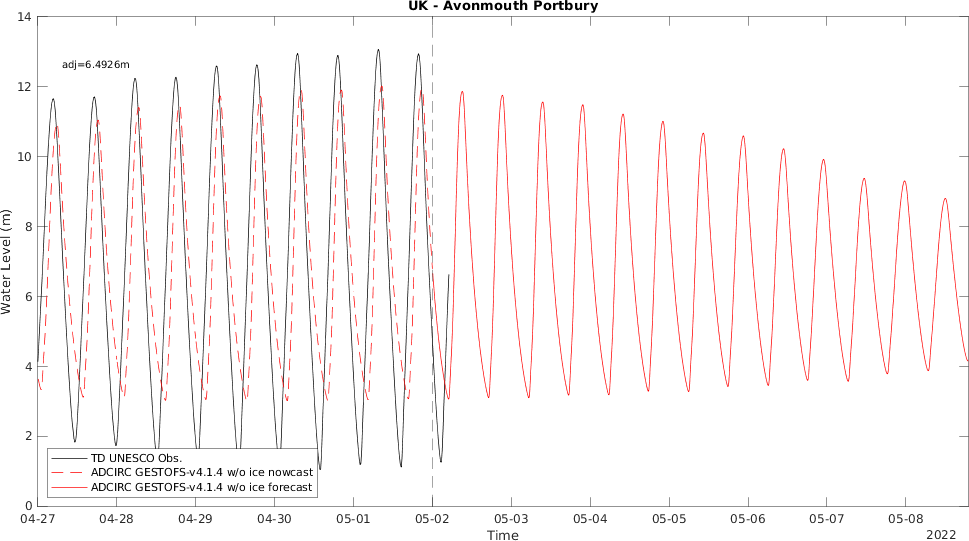 UK - Avonmouth Portbury
14
12
10
8
6
4
2
0
Water Level (m)
adj=6.4926m
TD UNESCO Obs.
ADCIRC GESTOFS-v4.1.4 w/o ice nowcast
ADCIRC GESTOFS-v4.1.4 w/o ice forecast
04-27 04-28 04-29 04-30 05-01 05-02 05-03 05-04 05-05 05-06 05-07 05-08
Time
2022